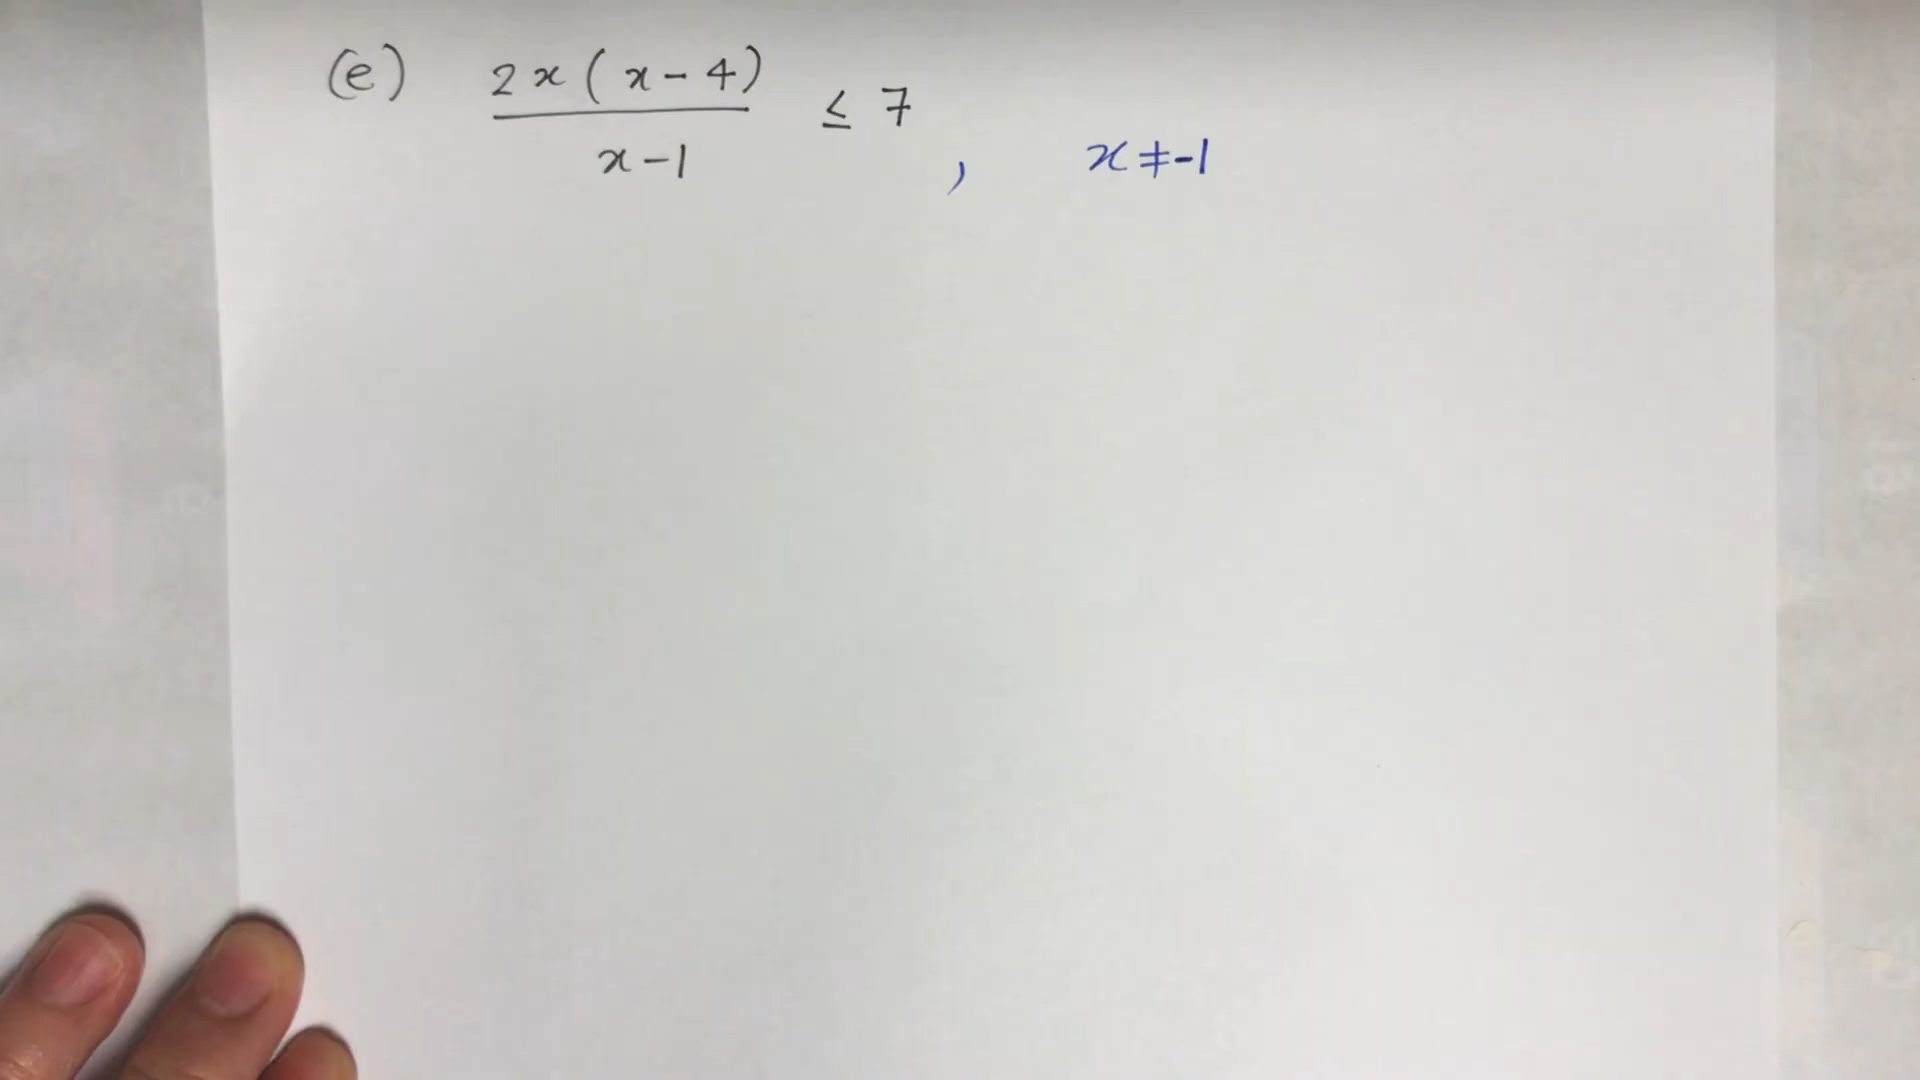 (e) 2x(x-4)/x-1 ≤ 7 , x≠-1